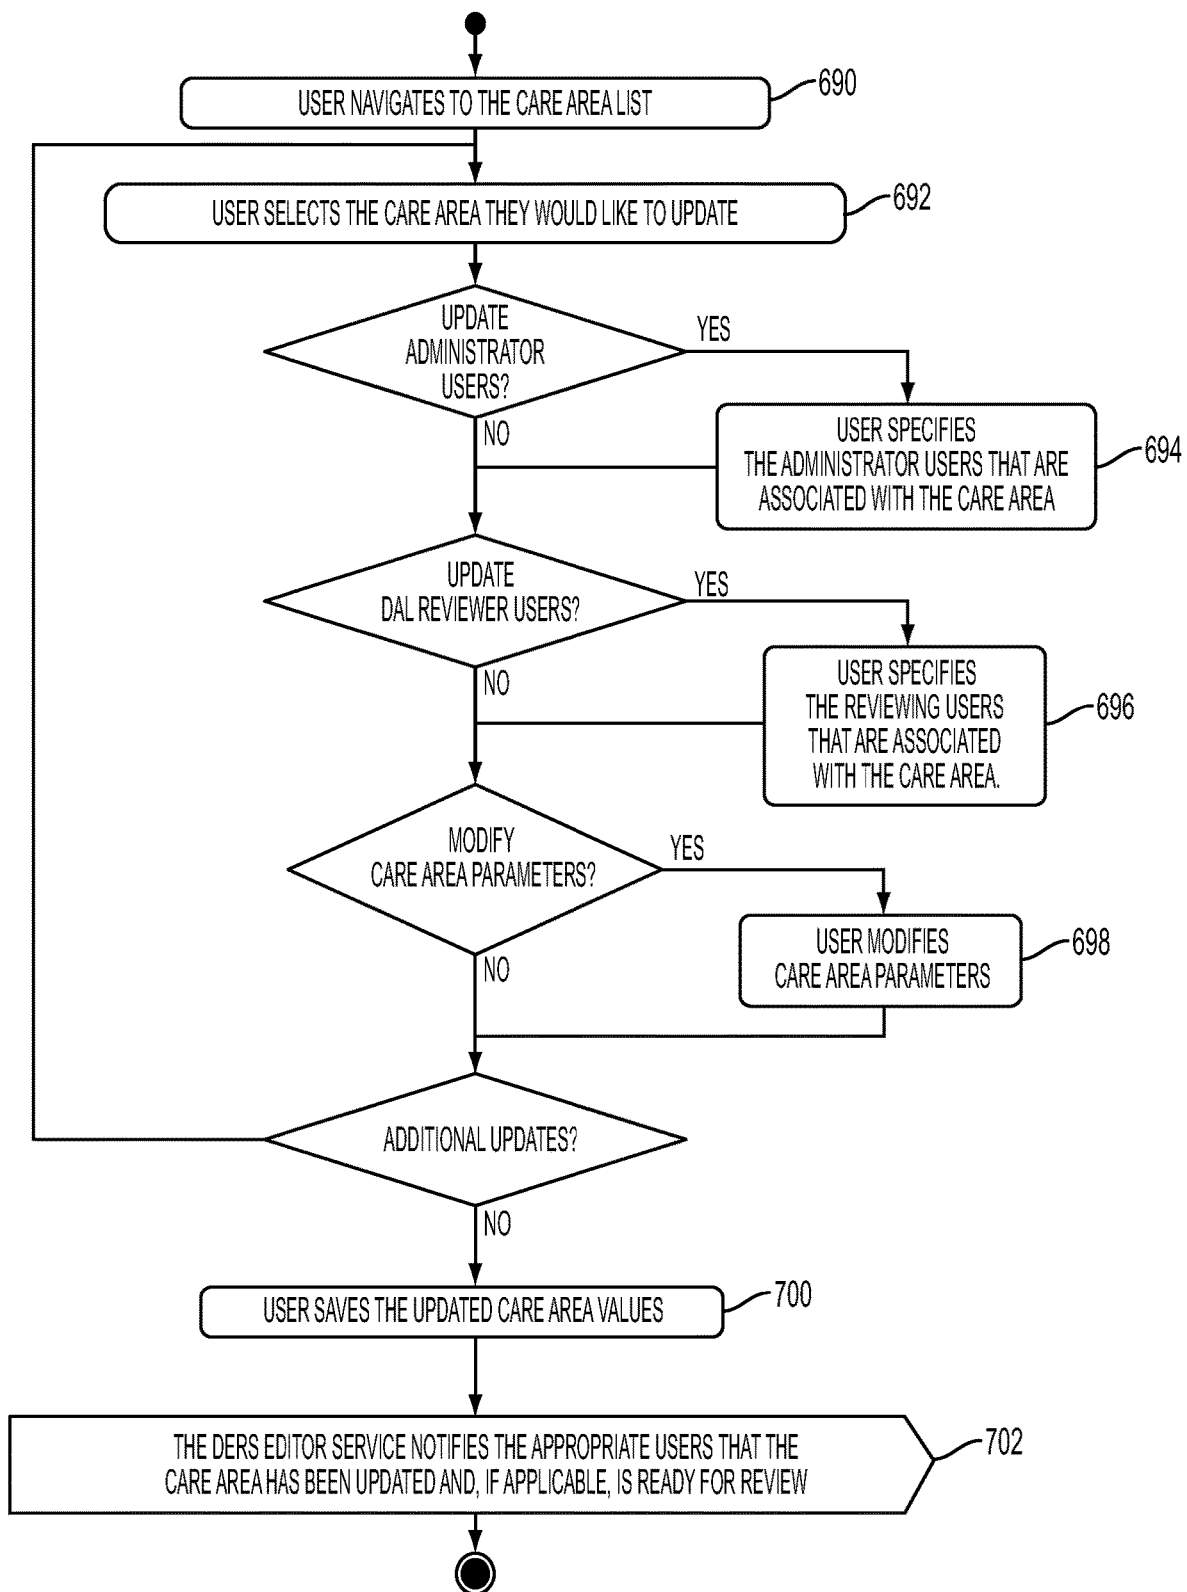 USER NAVIGATES TO THE CARE AREA LIST
690
USER SELECTS THE CARE AREA THEY WOULD LIKE TO UPDATE
692
UPDATE
ADMINISTRATOR
USERS?
YES
NO
USER SPECIFIES
THE ADMINISTRATOR USERS THAT ARE
ASSOCIATED WITH THE CARE AREA
694
UPDATE
DAL REVIEWER USERS?
YES
NO
USER SPECIFIES
THE REVIEWING USERS
THAT ARE ASSOCIATED
WITH THE CARE AREA.
696
MODIFY
CARE AREA PARAMETERS?
YES
NO
USER MODIFIES
CARE AREA PARAMETERS
698
ADDITIONAL UPDATES?
NO
USER SAVES THE UPDATED CARE AREA VALUES
700
THE DERS EDITOR SERVICE NOTIFIES THE APPROPRIATE USERS THAT THE
CARE AREA HAS BEEN UPDATED AND, IF APPLICABLE, IS READY FOR REVIEW
702